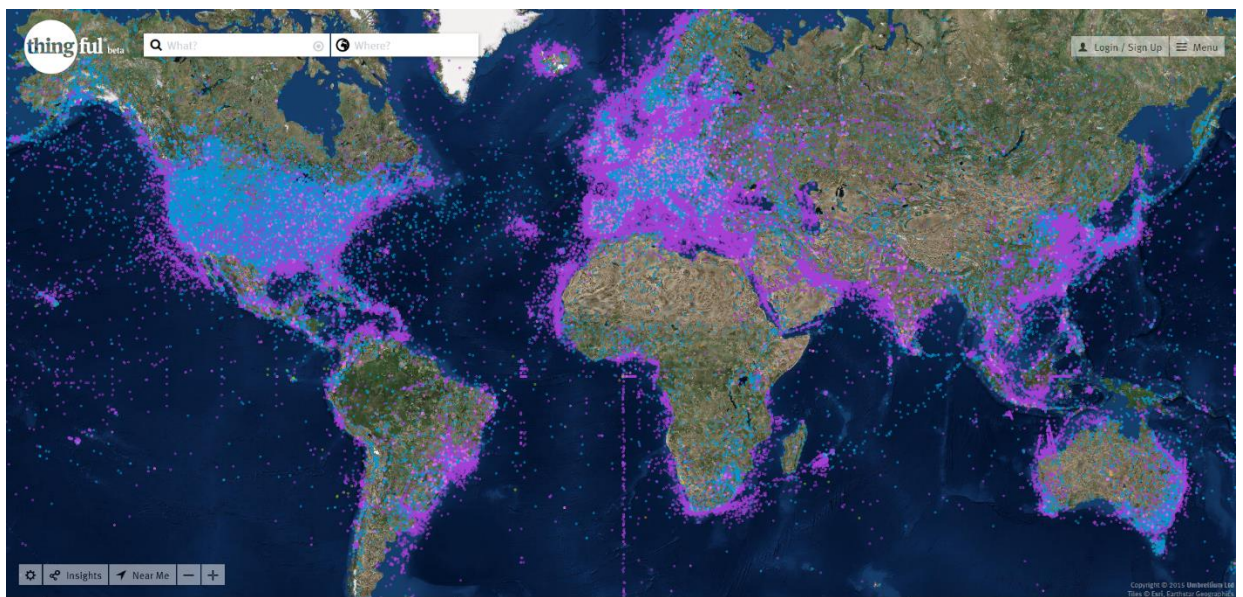 thingful® beta
What?
Where?
Login / Sign Up
Menu
Insights
Near Me
Copyright © 2015 Umbrellium Ltd
Tiles © Esri, Earthstar Geographics